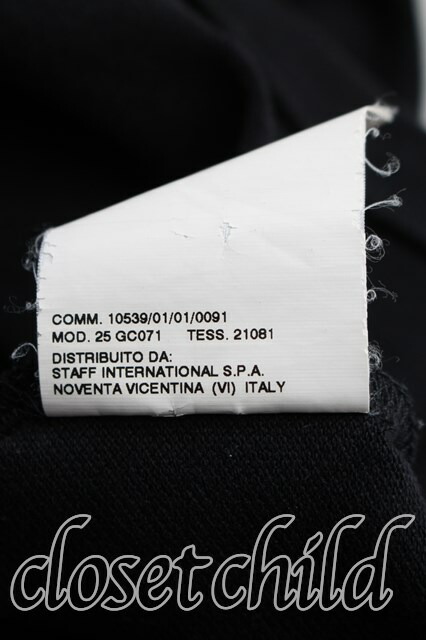 COMM. 10539/01/01/0091
MOD. 25 GC071 TESS. 21081
DISTRIBUITO DA:
STAFF INTERNATIONAL S.P.A.
NOVENTA VICENTINA (VI) ITALY
closet child